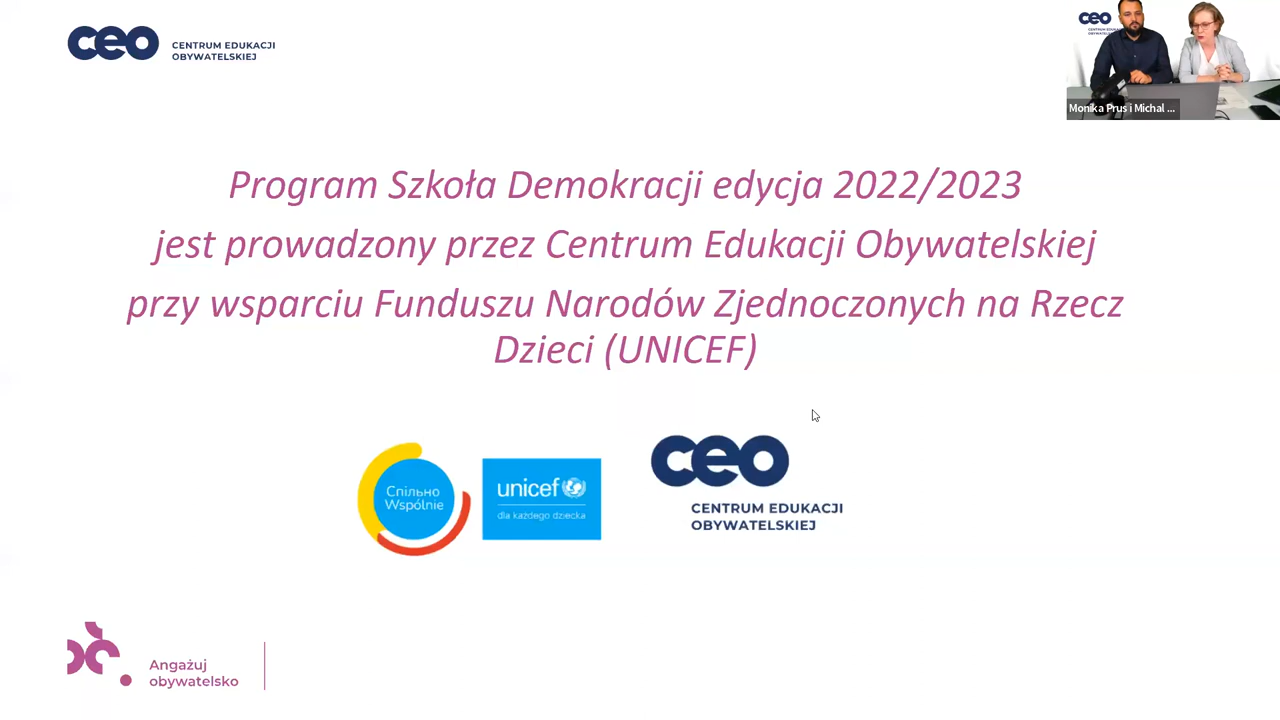 ceo
CENTRUM EDUKACJI
OBYWATELSKIEJ
ceo
Monika Prus i Michal ...
Program Szkoła Demokracji edycja 2022/2023
jest prowadzony przez Centrum Edukacji Obywatelskiej
przy wsparciu Funduszu Narodów Zjednoczonych na Rzecz
Dzieci (UNICEF)
Спільно
Wspólnie
unicef
dla każdego dziecka
ceo
CENTRUM EDUKACJI
OBYWATELSKIEJ
Angażuj
obywatelsko